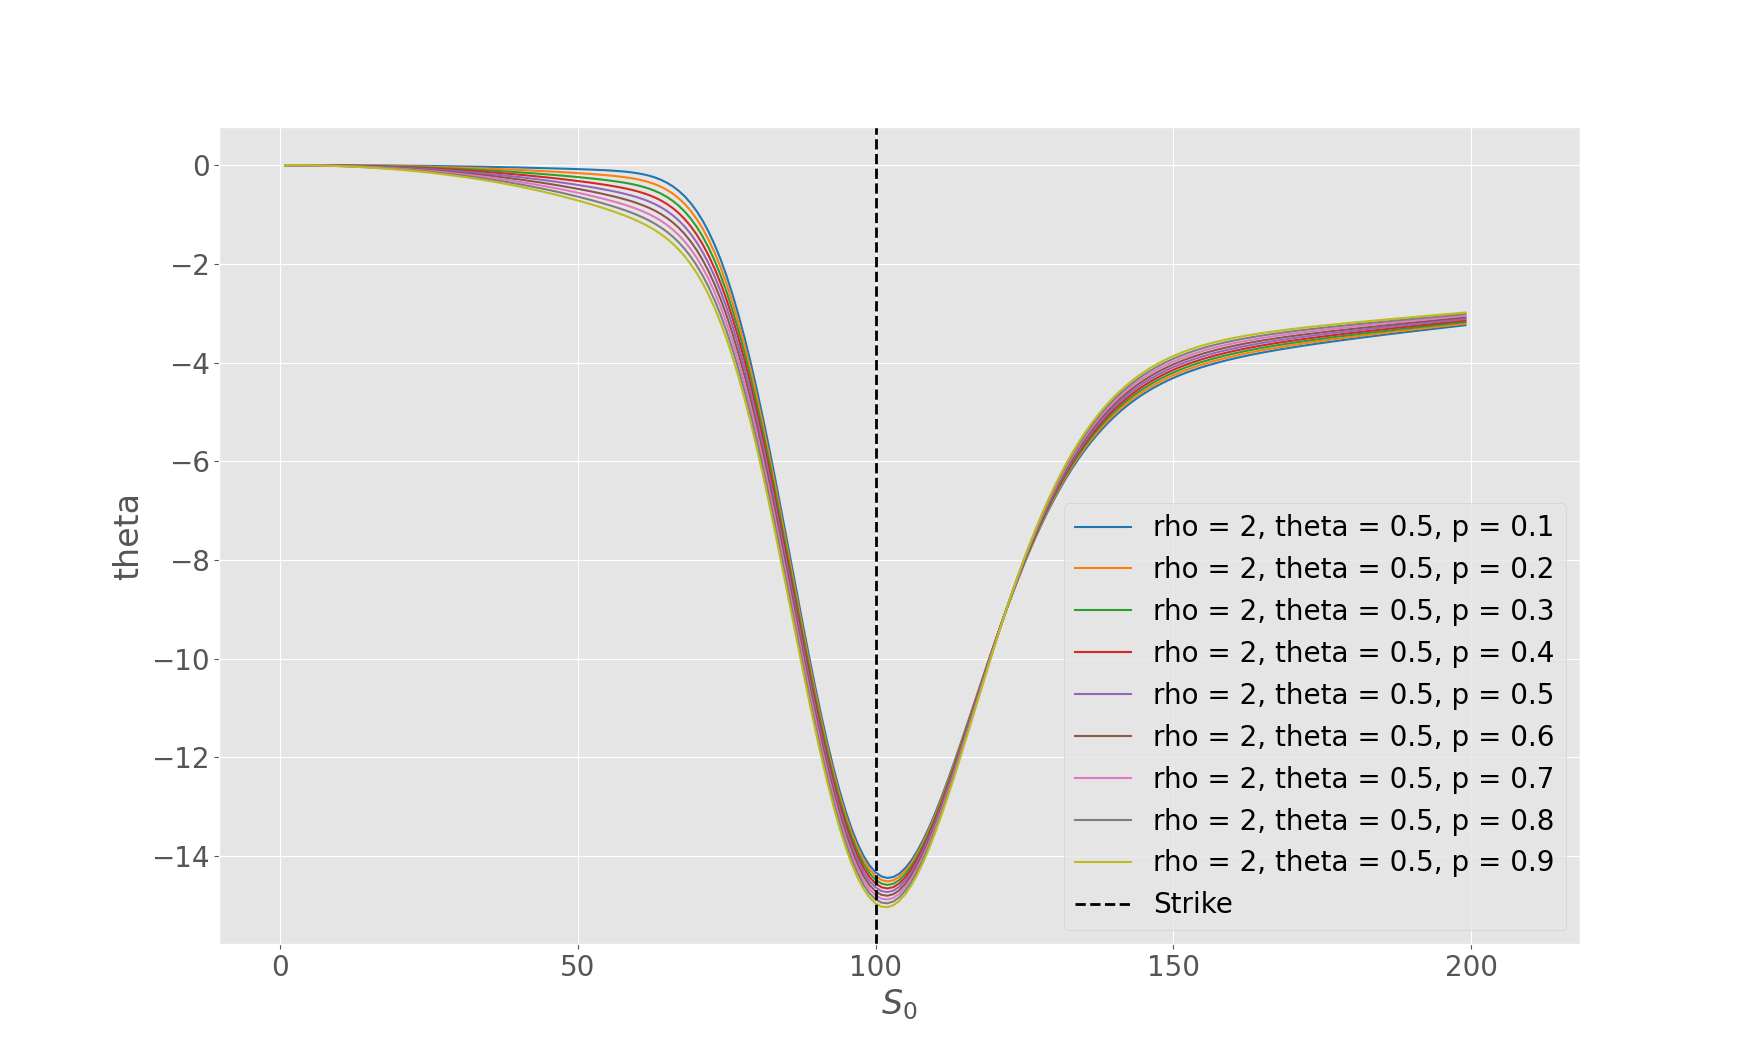 0
−2
−4
−6
−8
−10
−12
−14
theta
0
50
100
150
200
S₀
rho = 2, theta = 0.5, p = 0.1
rho = 2, theta = 0.5, p = 0.2
rho = 2, theta = 0.5, p = 0.3
rho = 2, theta = 0.5, p = 0.4
rho = 2, theta = 0.5, p = 0.5
rho = 2, theta = 0.5, p = 0.6
rho = 2, theta = 0.5, p = 0.7
rho = 2, theta = 0.5, p = 0.8
rho = 2, theta = 0.5, p = 0.9
Strike